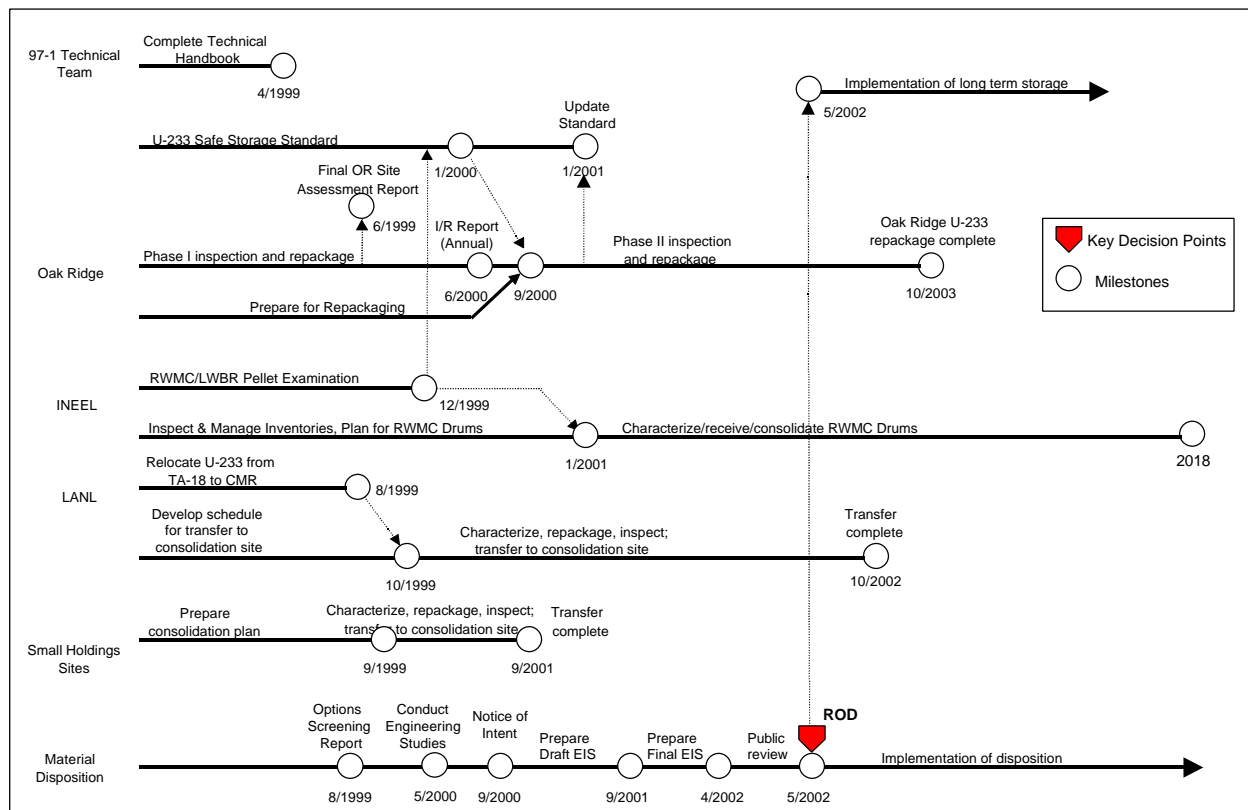 97-1 Technical
Team
Complete Technical
Handbook
4/1999
Implementation of long term storage
5/2002
U-233 Safe Storage Standard
1/2000
Update
Standard
1/2001
Final OR Site
Assessment Report
6/1999
Oak Ridge
Phase I inspection and repackage
I/R Report
(Annual)
6/2000
9/2000
Phase II inspection
and repackage
Oak Ridge U-233
repackage complete
10/2003
Prepare for Repackaging
Key Decision Points
Milestones
INEEL
RWMC/LWBR Pellet Examination
12/1999
Inspect & Manage Inventories, Plan for RWMC Drums
1/2001
Characterize/receive/consolidate RWMC Drums
2018
LANL
Relocate U-233 from
TA-18 to CMR
8/1999
Develop schedule
for transfer to
consolidation site
10/1999
Characterize, repackage, inspect;
transfer to consolidation site
Transfer
complete
10/2002
Small Holdings
Sites
Prepare
consolidation plan
9/1999
Characterize, repackage, inspect;
transfer to consolidation site
Transfer
complete
9/2001
Material
Disposition
Options
Screening
Report
8/1999
Conduct
Engineering
Studies
5/2000
Notice of
Intent
9/2000
Prepare
Draft EIS
9/2001
Prepare
Final EIS
4/2002
Public
review
ROD
5/2002
Implementation of disposition